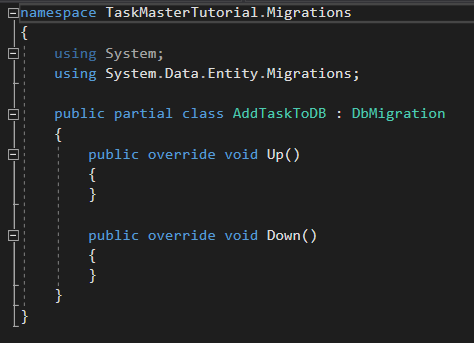 namespace TaskMasterTutorial.Migrations
{
    using System;
    using System.Data.Entity.Migrations;

    public partial class AddTaskToDB : DbMigration
    {
        public override void Up()
        {
        }

        public override void Down()
        {
        }
    }
}